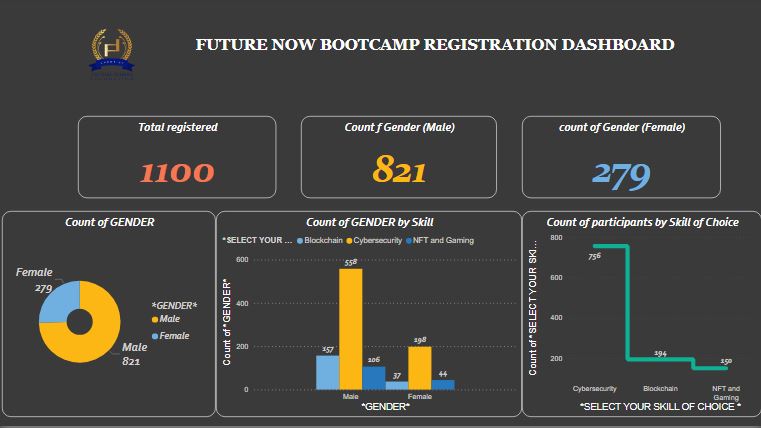 FUTURE NOW BOOTCAMP REGISTRATION DASHBOARD
Total registered
1100
Count f Gender (Male)
821
count of Gender (Female)
279
Count of GENDER
Female
279
*GENDER*
Male
Female
Male
821
Count of GENDER by Skill
*SELECT YOUR ... Blockchain Cybersecurity NFT and Gaming
Count of *GENDER*
600
400
200
0
558
157
106
198
37
44
Male
Female
*GENDER*
Count of participants by Skill of Choice
Count of *SELECT YOUR SKI...
800
600
400
200
756
194
150
Cybersecurity
Blockchain
NFT and
Gaming
*SELECT YOUR SKILL OF CHOICE *